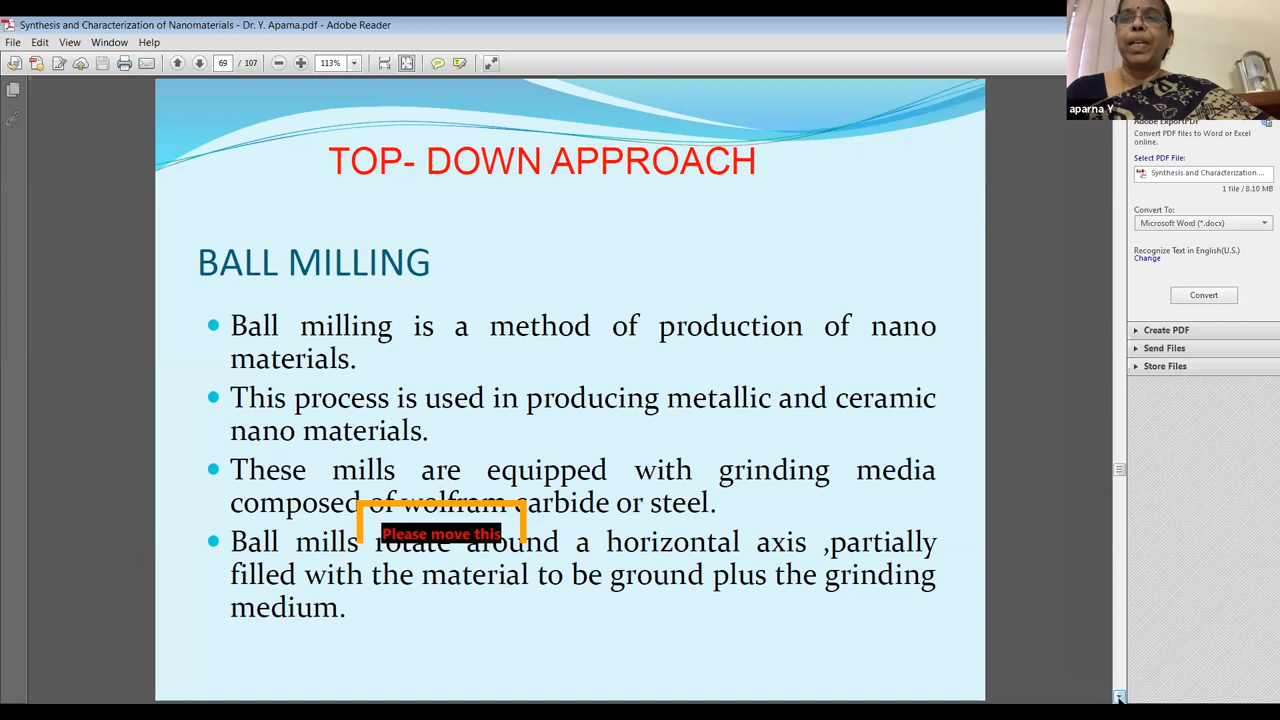 Synthesis and Characterization of Nanomaterials - Dr. Y. Aparna.pdf - Adobe Reader
File Edit View Window Help
69 / 107 113%
aparna Y
Adobe ExportPDF
Convert PDF files to Word or Excel
online.
Select PDF File:
Synthesis and Characterization ...
1 file / 8.10 MB
Convert To:
Microsoft Word (*.docx)
Recognize Text in English(U.S.)
Change
Convert
Create PDF
Send Files
Store Files
TOP- DOWN APPROACH
BALL MILLING
Ball milling is a method of production of nano
materials.
This process is used in producing metallic and ceramic
nano materials.
These mills are equipped with grinding media
composed of wolfram carbide or steel.
Please move this
Ball mills rotate around a horizontal axis ,partially
filled with the material to be ground plus the grinding
medium.